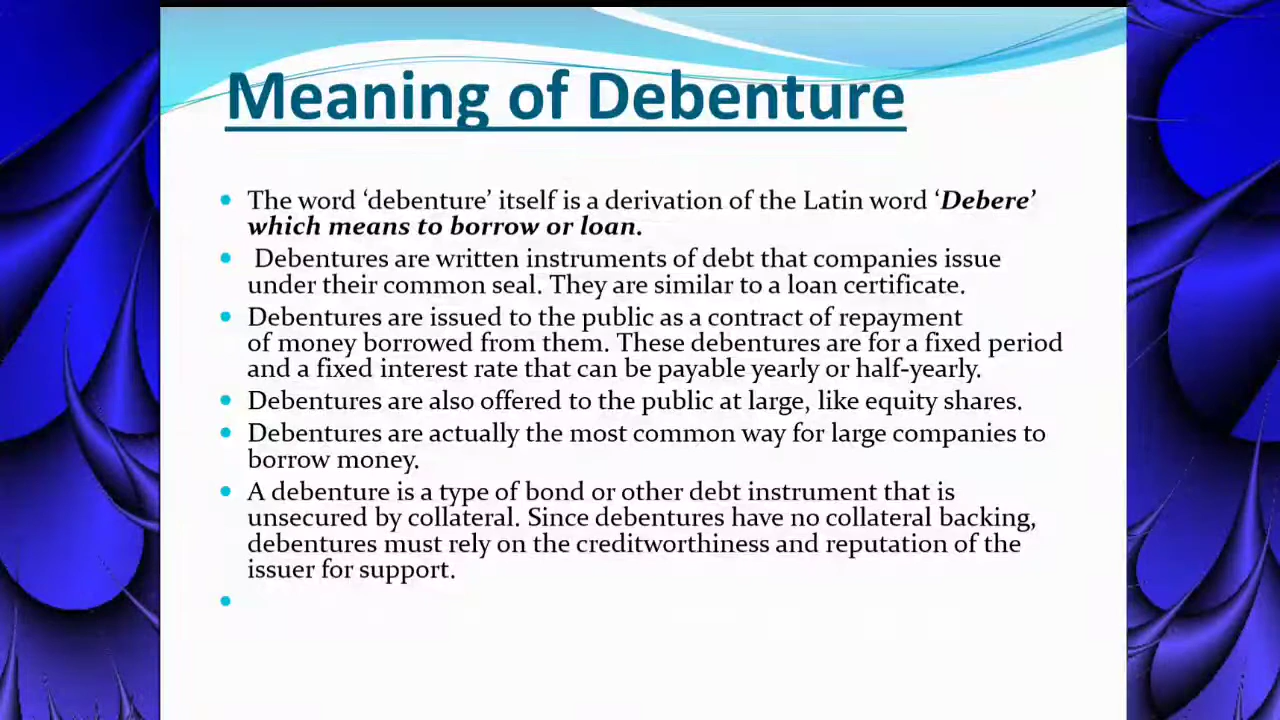 Meaning of Debenture
• The word ‘debenture’ itself is a derivation of the Latin word ‘Debere’
which means to borrow or loan.
• Debentures are written instruments of debt that companies issue
under their common seal. They are similar to a loan certificate.
• Debentures are issued to the public as a contract of repayment
of money borrowed from them. These debentures are for a fixed period
and a fixed interest rate that can be payable yearly or half-yearly.
• Debentures are also offered to the public at large, like equity shares.
• Debentures are actually the most common way for large companies to
borrow money.
• A debenture is a type of bond or other debt instrument that is
unsecured by collateral. Since debentures have no collateral backing,
debentures must rely on the creditworthiness and reputation of the
issuer for support.
•